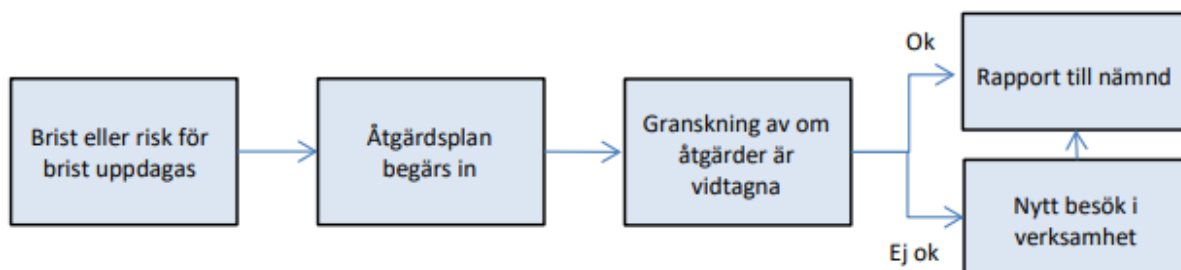 Brist eller risk för
brist uppdagas
Åtgärdsplan
begärs in
Granskning av om
åtgärder är
vidtagna
Ok
Rapport till nämnd
Ej ok
Nytt besök i
verksamhet